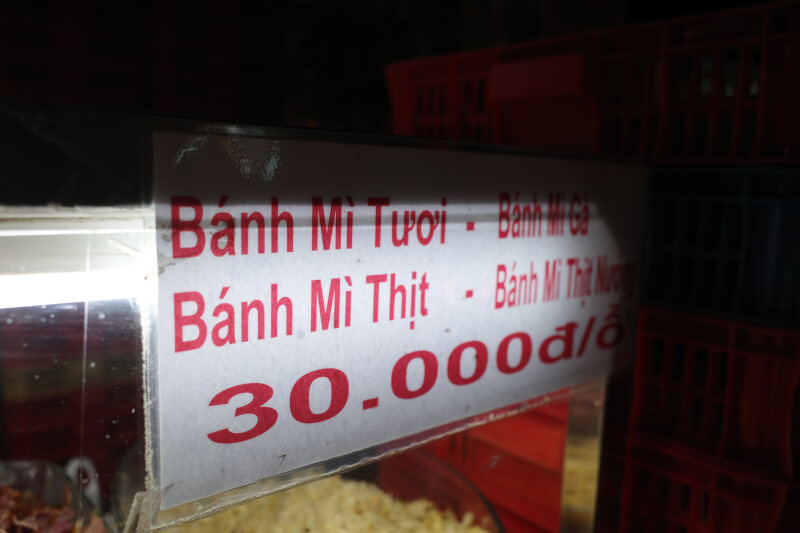 Bánh Mì Tươi - Bánh Mì Gà
Bánh Mì Thịt - Bánh Mì Thịt Nướng
30.000đ/ổ